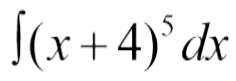 ∫(x+4)⁵ dx